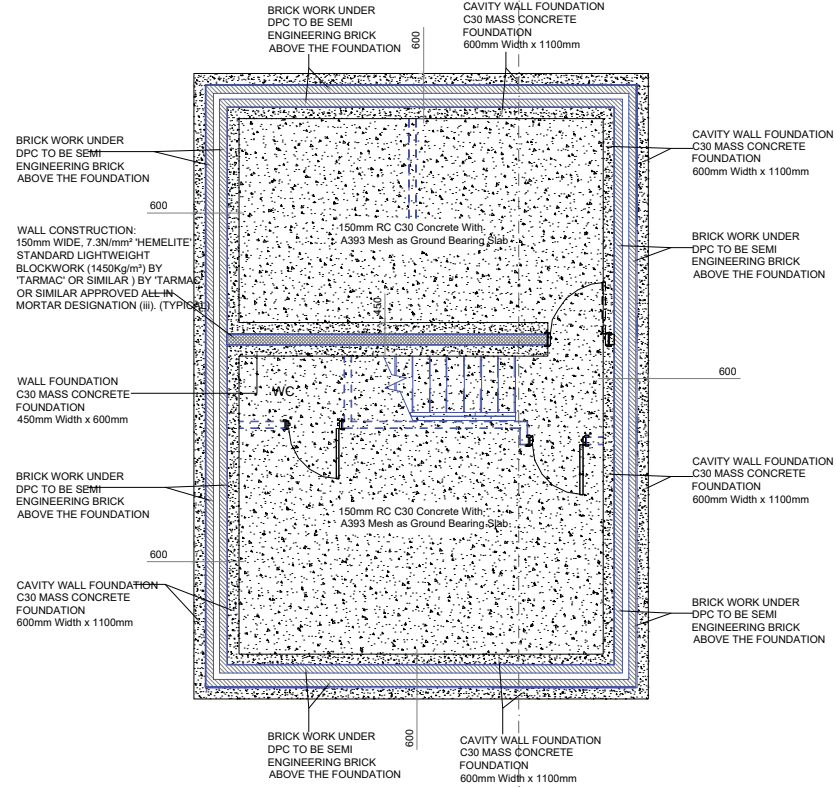 BRICK WORK UNDER
DPC TO BE SEMI
ENGINEERING BRICK
ABOVE THE FOUNDATION
600
CAVITY WALL FOUNDATION
C30 MASS CONCRETE
FOUNDATION
600mm Width x 1100mm
BRICK WORK UNDER
DPC TO BE SEMI
ENGINEERING BRICK
ABOVE THE FOUNDATION
CAVITY WALL FOUNDATION
C30 MASS CONCRETE
FOUNDATION
600mm Width x 1100mm
600
WALL CONSTRUCTION:
150mm WIDE, 7.3N/mm² 'HEMELITE'
STANDARD LIGHTWEIGHT
BLOCKWORK (1450Kg/m³) BY
'TARMAC' OR SIMILAR ) BY 'TARMAC'
OR SIMILAR APPROVED ALL IN
MORTAR DESIGNATION (iii). (TYPICAL)
150mm RC C30 Concrete With
A393 Mesh as Ground Bearing Slab
BRICK WORK UNDER
DPC TO BE SEMI
ENGINEERING BRICK
ABOVE THE FOUNDATION
450
600
WALL FOUNDATION
C30 MASS CONCRETE
FOUNDATION
450mm Width x 600mm
WC
BRICK WORK UNDER
DPC TO BE SEMI
ENGINEERING BRICK
ABOVE THE FOUNDATION
CAVITY WALL FOUNDATION
C30 MASS CONCRETE
FOUNDATION
600mm Width x 1100mm
150mm RC C30 Concrete With
A393 Mesh as Ground Bearing Slab
600
CAVITY WALL FOUNDATION
C30 MASS CONCRETE
FOUNDATION
600mm Width x 1100mm
BRICK WORK UNDER
DPC TO BE SEMI
ENGINEERING BRICK
ABOVE THE FOUNDATION
BRICK WORK UNDER
DPC TO BE SEMI
ENGINEERING BRICK
ABOVE THE FOUNDATION
600
CAVITY WALL FOUNDATION
C30 MASS CONCRETE
FOUNDATION
600mm Width x 1100mm